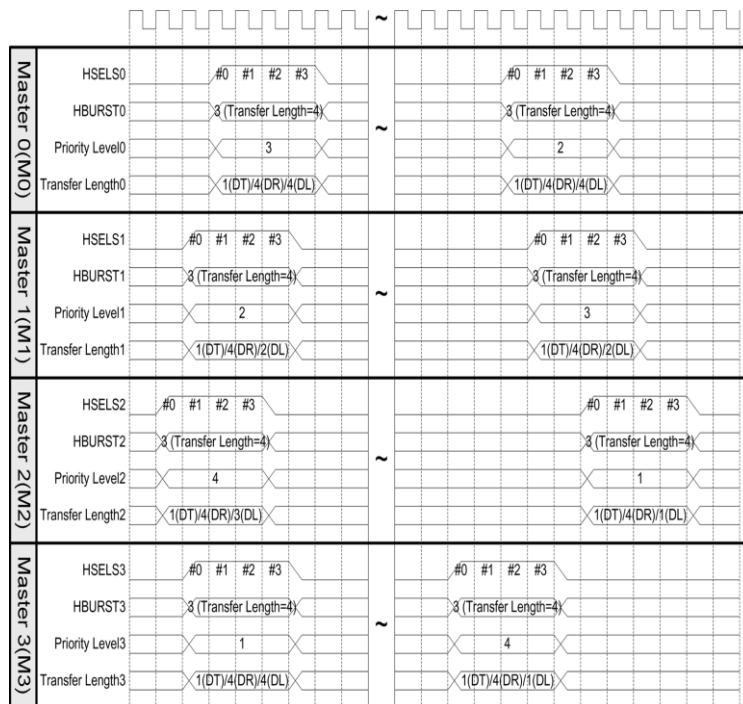 ~
Master 0(M0)
HSELS0 #0 #1 #2 #3 #0 #1 #2 #3
HBURST0 3 (Transfer Length=4) ~ 3 (Transfer Length=4)
Priority Level0 3 2
Transfer Length0 1(DT)/4(DR)/4(DL) 1(DT)/4(DR)/4(DL)
Master 1(M1)
HSELS1 #0 #1 #2 #3 #0 #1 #2 #3
HBURST1 3 (Transfer Length=4) ~ 3 (Transfer Length=4)
Priority Level1 2 3
Transfer Length1 1(DT)/4(DR)/2(DL) 1(DT)/4(DR)/2(DL)
Master 2(M2)
HSELS2 #0 #1 #2 #3 #0 #1 #2 #3
HBURST2 3 (Transfer Length=4) ~ 3 (Transfer Length=4)
Priority Level2 4 1
Transfer Length2 1(DT)/4(DR)/3(DL) 1(DT)/4(DR)/1(DL)
Master 3(M3)
HSELS3 #0 #1 #2 #3 #0 #1 #2 #3
HBURST3 3 (Transfer Length=4) ~ 3 (Transfer Length=4)
Priority Level3 1 4
Transfer Length3 1(DT)/4(DR)/4(DL) 1(DT)/4(DR)/1(DL)